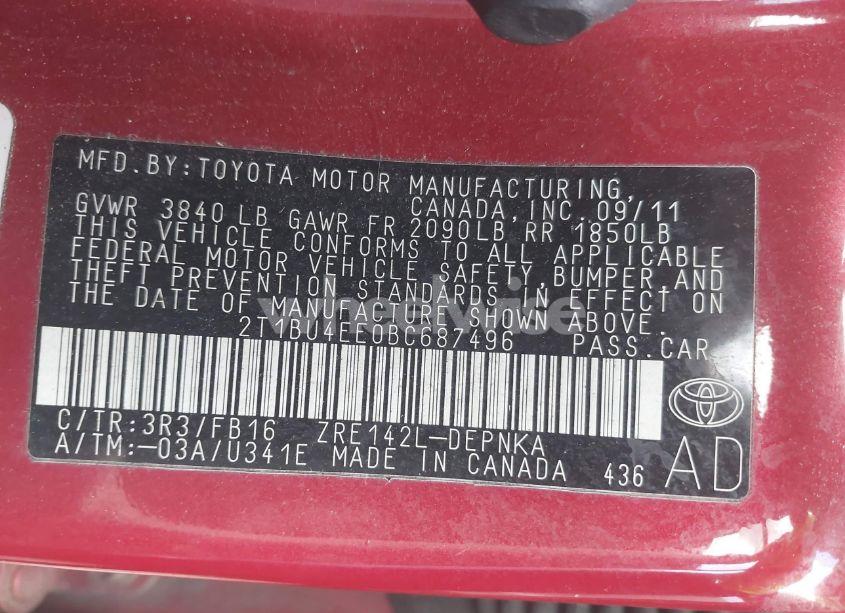 MFD.BY:TOYOTA MOTOR MANUFACTURING,
CANADA,INC. 09/11
GVWR 3840 LB GAWR FR 2090LB RR 1850LB
THIS VEHICLE CONFORMS TO ALL APPLICABLE
FEDERAL MOTOR VEHICLE SAFETY,BUMPER,AND
THEFT PREVENTION STANDARDS IN EFFECT ON
THE DATE OF MANUFACTURE SHOWN ABOVE.
wheelwise
2T1BU4EE0BC687496 PASS.CAR
C/TR:3R3/FB16 ZRE142L-DEPNKA
A/TM:-03A/U341E MADE IN CANADA 436 AD